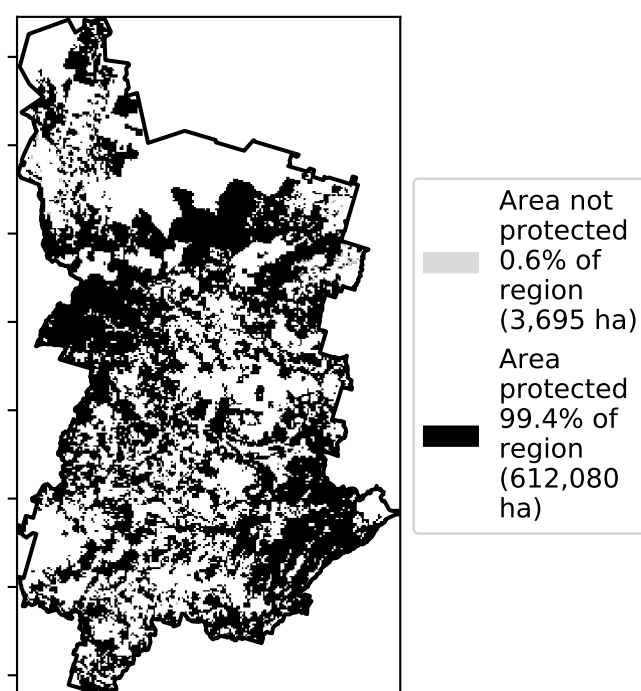 Area not
protected
0.6% of
region
(3,695 ha)
Area
protected
99.4% of
region
(612,080
ha)